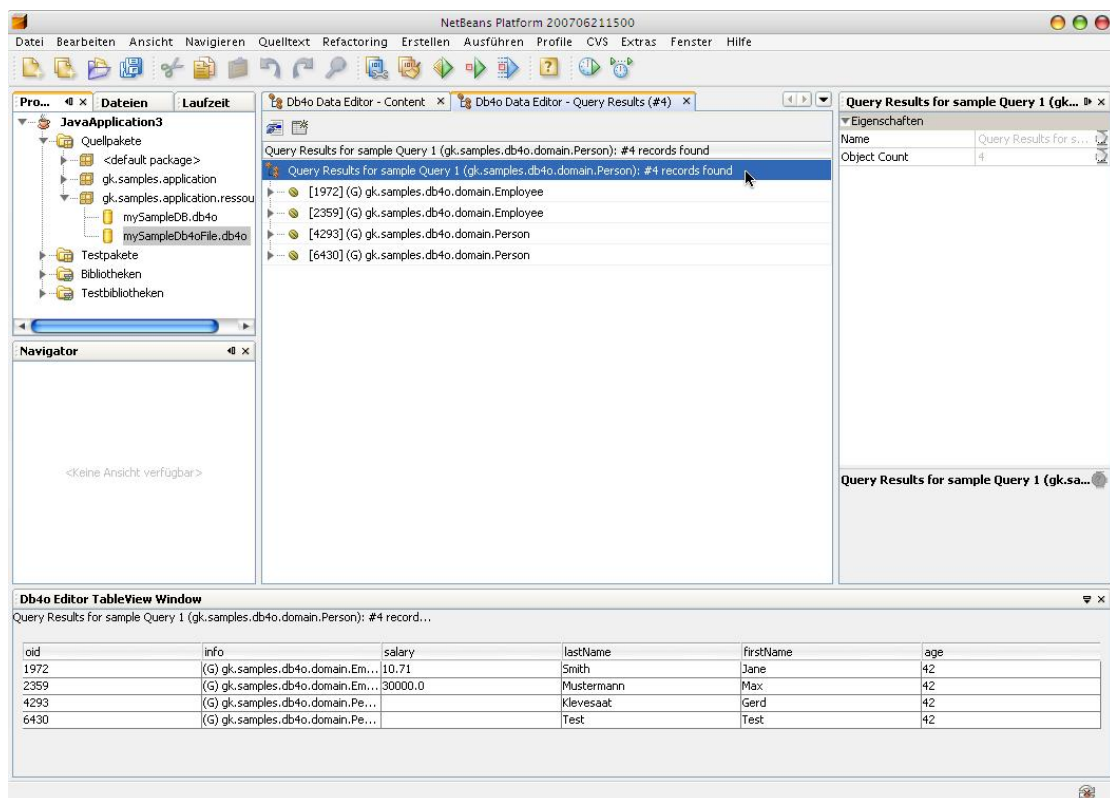 NetBeans Platform 200706211500
Datei Bearbeiten Ansicht Navigieren Quelltext Refactoring Erstellen Ausführen Profile CVS Extras Fenster Hilfe
Pro... Dateien Laufzeit
JavaApplication3
Quellpakete
<default package>
gk.samples.application
gk.samples.application.ressou
mySampleDB.db4o
mySampleDb4oFile.db4o
Testpakete
Bibliotheken
Testbibliotheken
Navigator
<Keine Ansicht verfügbar>
Db4o Data Editor - Content Db4o Data Editor - Query Results (#4)
Query Results for sample Query 1 (gk.samples.db4o.domain.Person): #4 records found
Query Results for sample Query 1 (gk.samples.db4o.domain.Person): #4 records found
[1972] (G) gk.samples.db4o.domain.Employee
[2359] (G) gk.samples.db4o.domain.Employee
[4293] (G) gk.samples.db4o.domain.Person
[6430] (G) gk.samples.db4o.domain.Person
Query Results for sample Query 1 (gk...
Eigenschaften
Name Query Results for s...
Object Count 4
Query Results for sample Query 1 (gk.sa...
Db4o Editor TableView Window
Query Results for sample Query 1 (gk.samples.db4o.domain.Person): #4 record...
oid info salary lastName firstName age
1972 (G) gk.samples.db4o.domain.Em... 10.71 Smith Jane 42
2359 (G) gk.samples.db4o.domain.Em... 30000.0 Mustermann Max 42
4293 (G) gk.samples.db4o.domain.Pe... Klevesaat Gerd 42
6430 (G) gk.samples.db4o.domain.Pe... Test Test 42